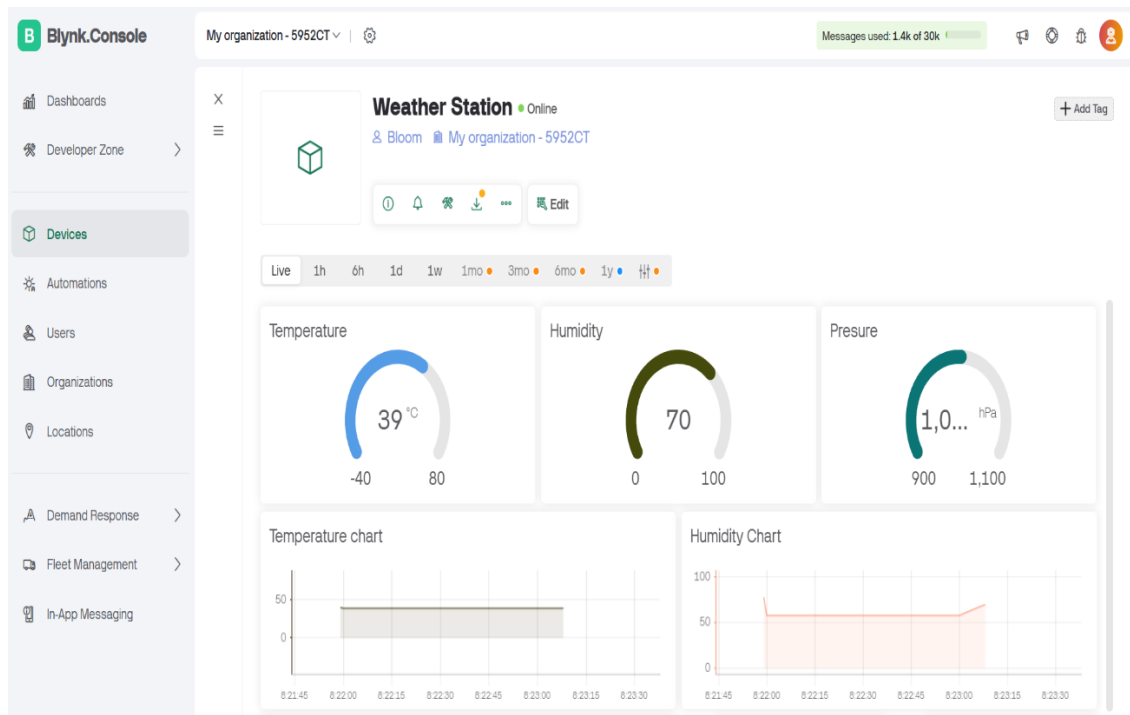 B Blynk.Console
My organization - 5952CT
Messages used: 1.4k of 30k
Dashboards
Developer Zone
Devices
Automations
Users
Organizations
Locations
Demand Response
Fleet Management
In-App Messaging
Weather Station Online
Bloom My organization - 5952CT
Add Tag
Edit
Live 1h 6h 1d 1w 1mo 3mo 6mo 1y
Temperature
39 °C
-40 80
Humidity
70
0 100
Presure
1,0... hPa
900 1,100
Temperature chart
50
0
8:21:45 8:22:00 8:22:15 8:22:30 8:22:45 8:23:00 8:23:15 8:23:30
Humidity Chart
100
50
0
8:21:45 8:22:00 8:22:15 8:22:30 8:22:45 8:23:00 8:23:15 8:23:30